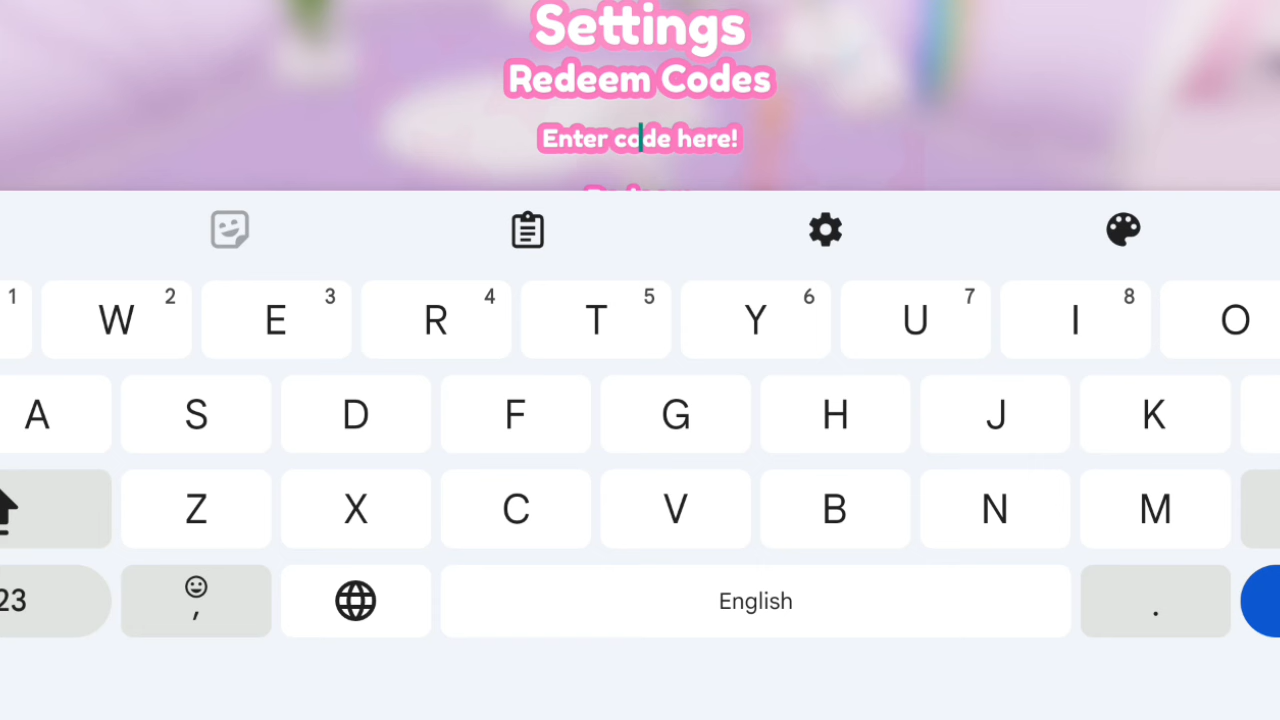 Settings
Redeem Codes
Enter code here!
1 W 2 E 3 R 4 T 5 Y 6 U 7 I 8 O
A S D F G H J K
Z X C V B N M
23 , English .